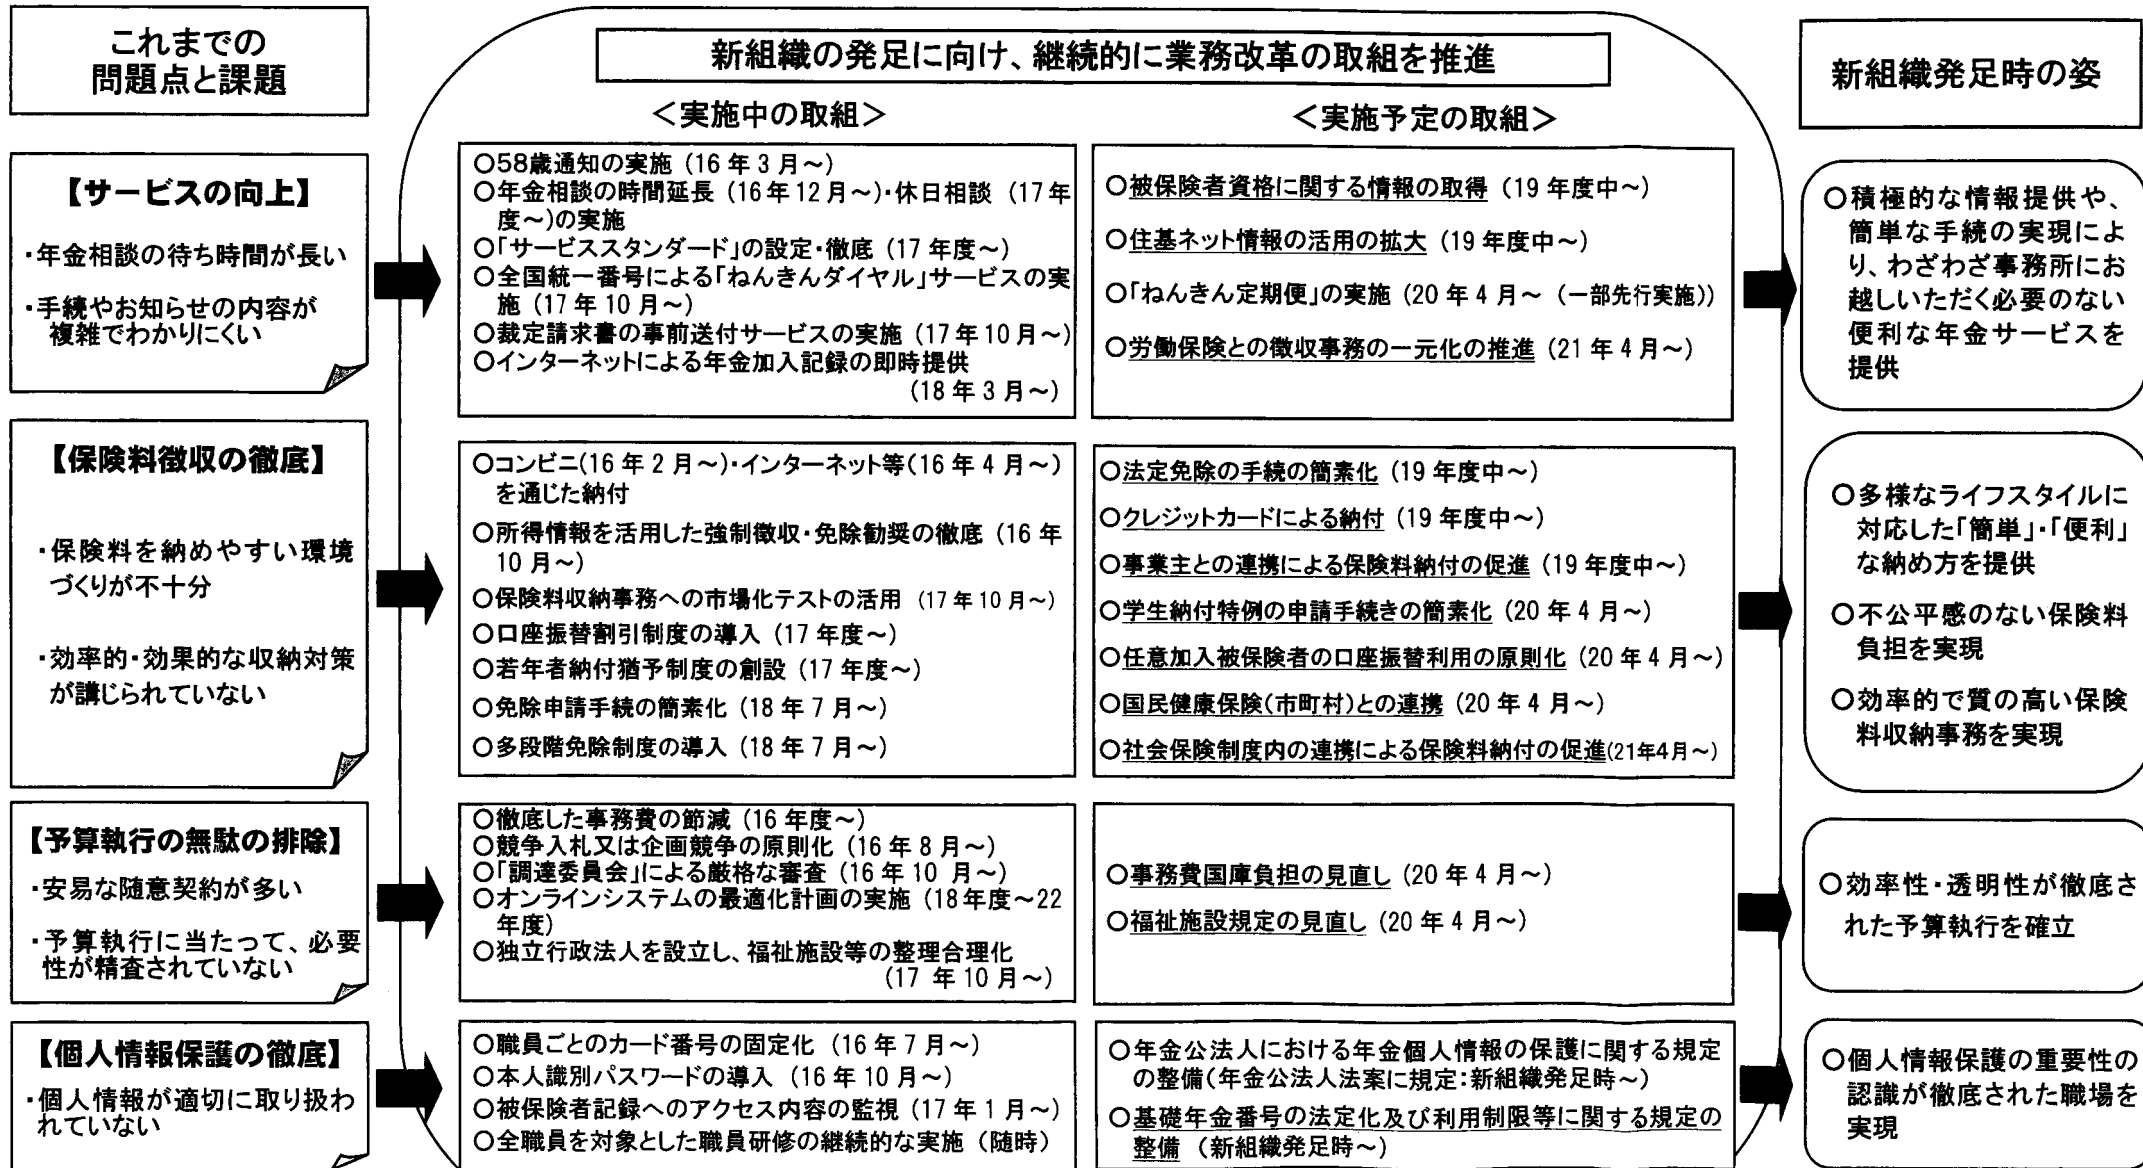 これまでの
問題点と課題
新組織の発足に向け、継続的に業務改革の取組を推進
新組織発足時の姿
＜実施中の取組＞
＜実施予定の取組＞
【サービスの向上】
・年金相談の待ち時間が長い
・手続やお知らせの内容が
複雑でわかりにくい
○58歳通知の実施（16年3月～）
○年金相談の時間延長（16年12月～）・休日相談（17年
度～）の実施
○「サービススタンダード」の設定・徹底（17年度～）
○全国統一番号による「ねんきんダイヤル」サービスの実
施（17年10月～）
○裁定請求書の事前送付サービスの実施（17年10月～）
○インターネットによる年金加入記録の即時提供
（18年3月～）
○被保険者資格に関する情報の取得（19年度中～）
○住基ネット情報の活用の拡大（19年度中～）
○「ねんきん定期便」の実施（20年4月～（一部先行実施））
○労働保険との徴収事務の一元化の推進（21年4月～）
○積極的な情報提供や、
簡単な手続の実現によ
り、わざわざ事務所にお
越しいただく必要のない
便利な年金サービスを
提供
【保険料徴収の徹底】
・保険料を納めやすい環境
づくりが不十分
・効率的・効果的な収納対策
が講じられていない
○コンビニ（16年2月～）・インターネット等（16年4月～）
を通じた納付
○所得情報を活用した強制徴収・免除勧奨の徹底（16年
10月～）
○保険料収納事務への市場化テストの活用（17年10月～）
○口座振替割引制度の導入（17年度～）
○若年者納付猶予制度の創設（17年度～）
○免除申請手続の簡素化（18年7月～）
○多段階免除制度の導入（18年7月～）
○法定免除の手続の簡素化（19年度中～）
○クレジットカードによる納付（19年度中～）
○事業主との連携による保険料納付の促進（19年度中～）
○学生納付特例の申請手続きの簡素化（20年4月～）
○任意加入被保険者の口座振替利用の原則化（20年4月～）
○国民健康保険（市町村）との連携（20年4月～）
○社会保険制度内の連携による保険料納付の促進（21年4月～）
○多様なライフスタイルに
対応した「簡単」・「便利」
な納め方を提供
○不公平感のない保険料
負担を実現
○効率的で質の高い保険
料収納事務を実現
【予算執行の無駄の排除】
・安易な随意契約が多い
・予算執行に当たって、必要
性が精査されていない
○徹底した事務費の節減（16年度～）
○競争入札又は企画競争の原則化（16年8月～）
○「調達委員会」による厳格な審査（16年10月～）
○オンラインシステムの最適化計画の実施（18年度～22
年度）
○独立行政法人を設立し、福祉施設等の整理合理化
（17年10月～）
○事務費国庫負担の見直し（20年4月～）
○福祉施設規定の見直し（20年4月～）
○効率性・透明性が徹底さ
れた予算執行を確立
【個人情報保護の徹底】
・個人情報が適切に取り扱わ
れていない
○職員ごとのカード番号の固定化（16年7月～）
○本人識別パスワードの導入（16年10月～）
○被保険者記録へのアクセス内容の監視（17年1月～）
○全職員を対象とした職員研修の継続的な実施（随時）
○年金公法人における年金個人情報の保護に関する規定
の整備（年金公法人法案に規定：新組織発足時～）
○基礎年金番号の法定化及び利用制限等に関する規定の
整備（新組織発足時～）
○個人情報保護の重要性の
認識が徹底された職場を
実現